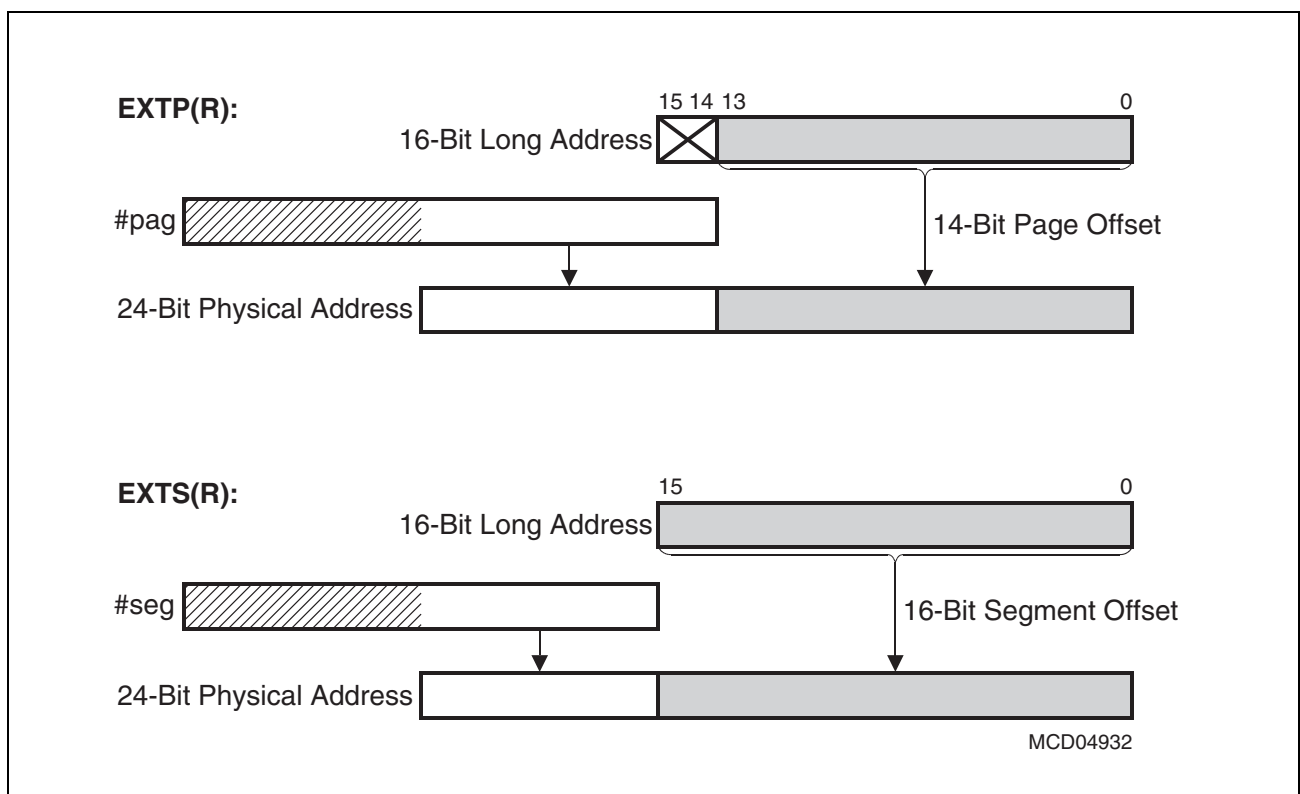 EXTP(R):
15 14 13 0
16-Bit Long Address
#pag
14-Bit Page Offset
24-Bit Physical Address
EXTS(R):
15 0
16-Bit Long Address
#seg
16-Bit Segment Offset
24-Bit Physical Address
MCD04932